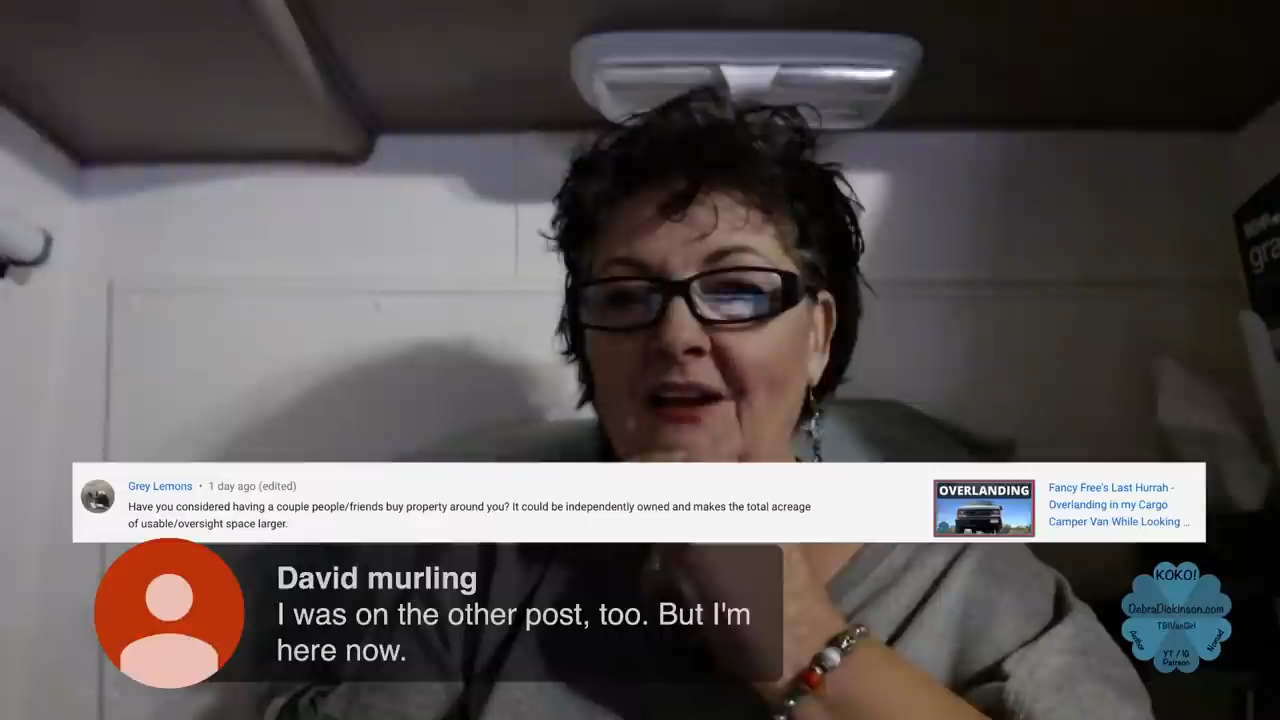 Grey Lemons • 1 day ago (edited)
Have you considered having a couple people/friends buy property around you? It could be independently owned and makes the total acreage
of usable/oversight space larger.
OVERLANDING
Fancy Free's Last Hurrah -
Overlanding in my Cargo
Camper Van While Looking ...
David murling
I was on the other post, too. But I'm
here now.
KOKO!
DebraDickinson.com
TBIVanGirl
Author
Nomad
YT / IG
Patreon